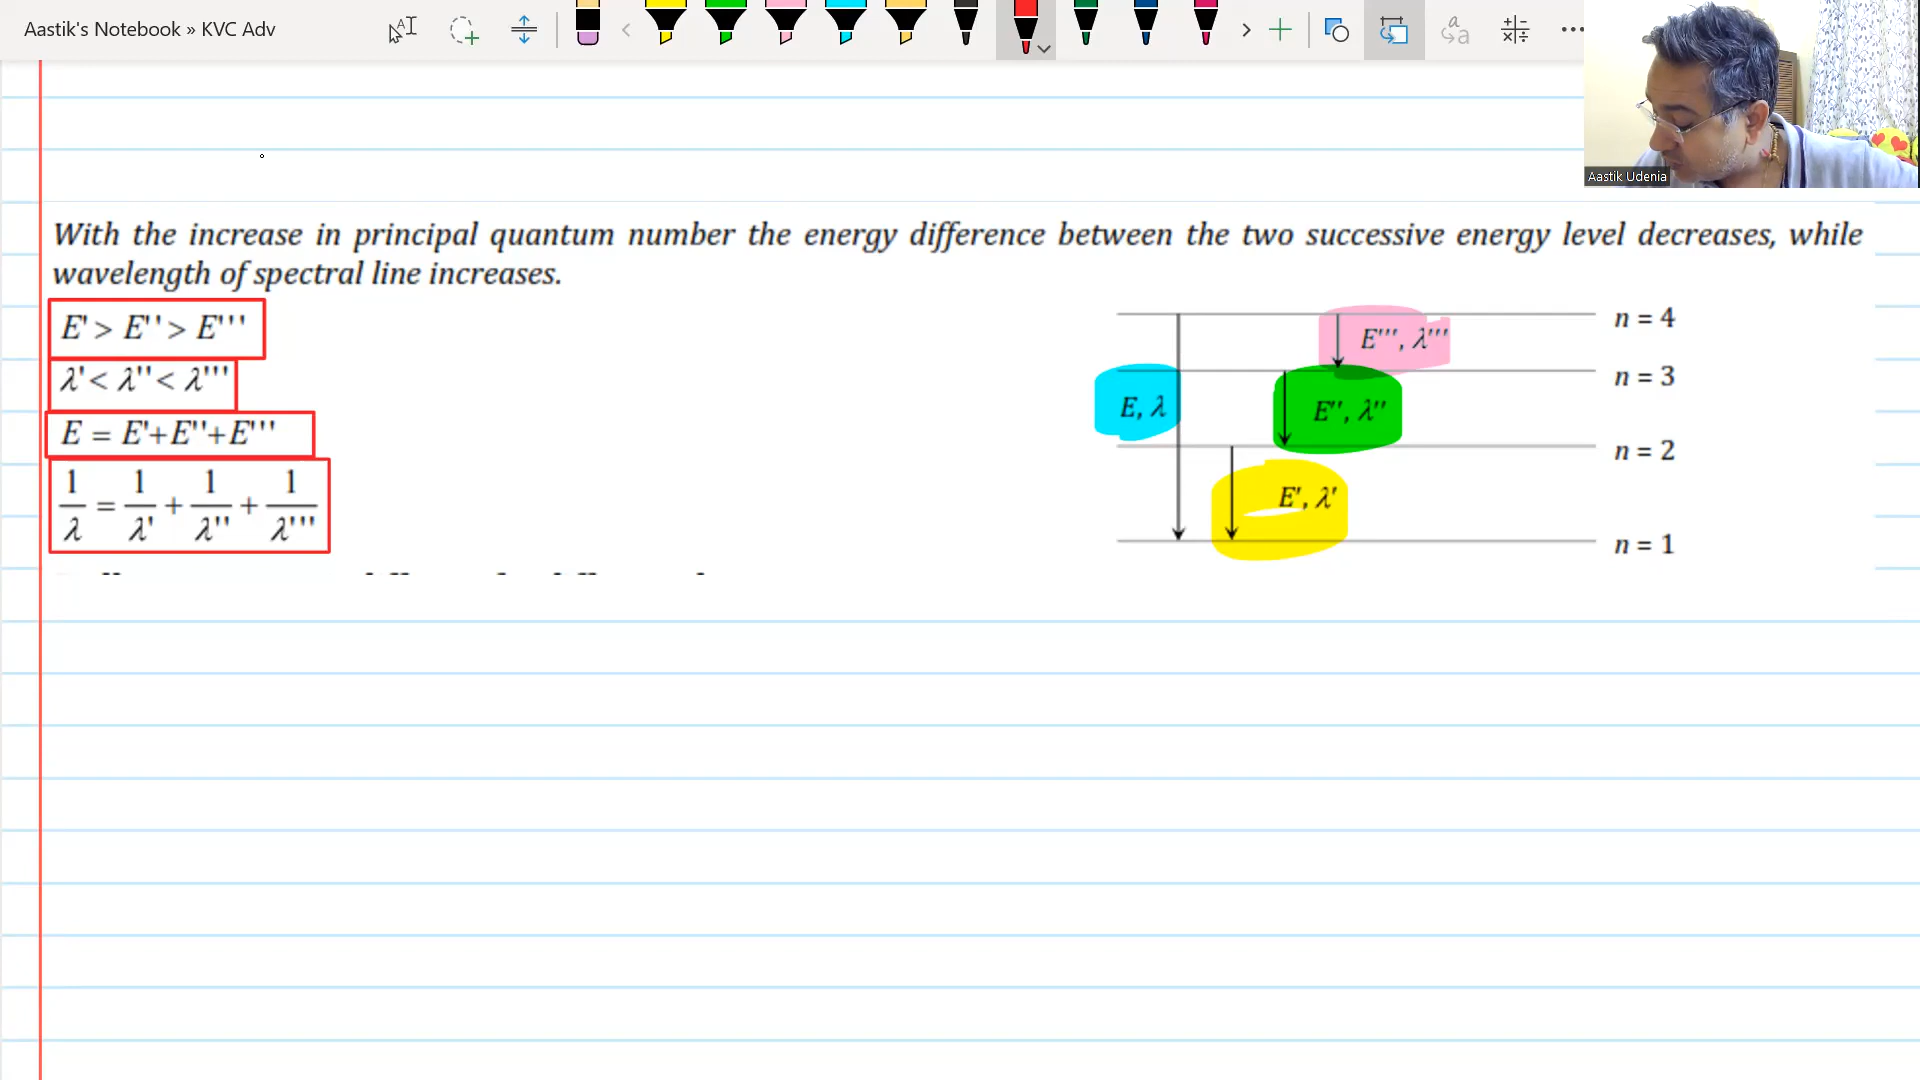 Aastik's Notebook » KVC Adv
Aastik Udenia
With the increase in principal quantum number the energy difference between the two successive energy level decreases, while
wavelength of spectral line increases.
E' > E'' > E'''
λ' < λ'' < λ'''
E = E'+E''+E'''
1/λ = 1/λ' + 1/λ'' + 1/λ'''
n = 4
E''', λ'''
n = 3
E, λ
E'', λ''
n = 2
E', λ'
n = 1